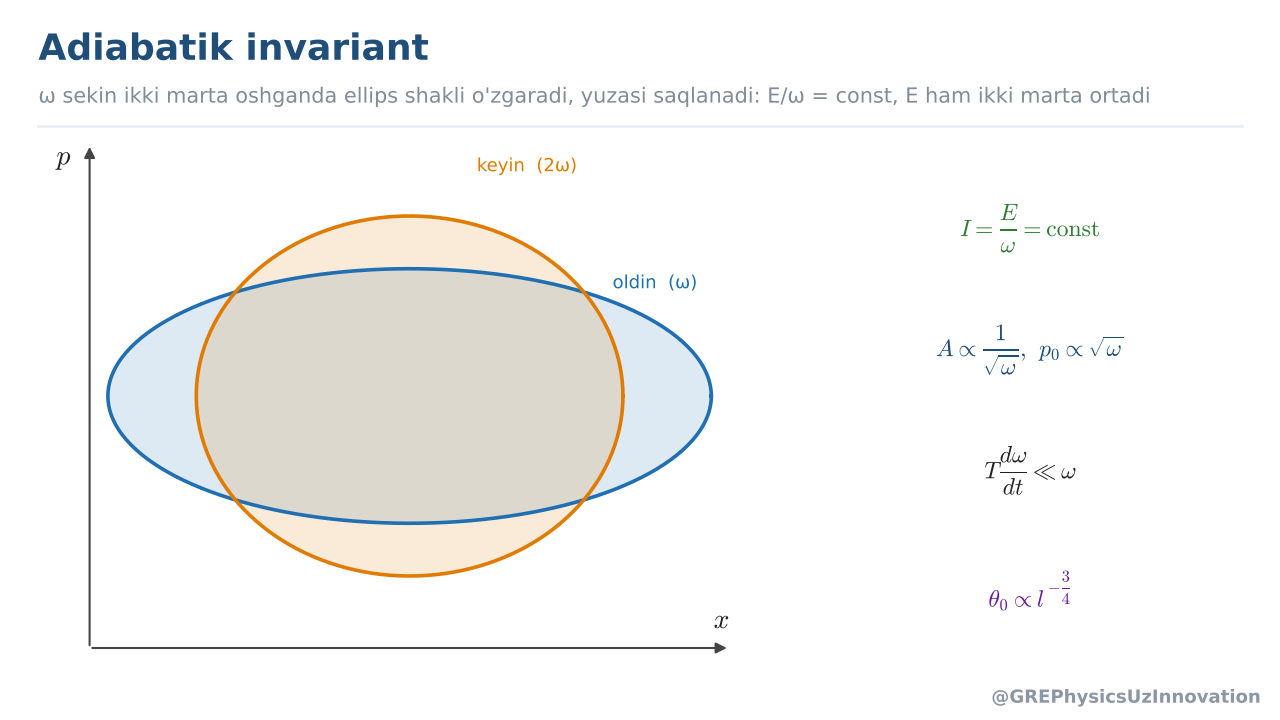 Adiabatik invariant
ω sekin ikki marta oshganda ellips shakli o'zgaradi, yuzasi saqlanadi: E/ω = const, E ham ikki marta ortadi
p
keyin (2ω)
oldin (ω)
x
I = E/ω = const
A ∝ 1/√ω, p₀ ∝ √ω
T dω/dt ≪ ω
θ₀ ∝ l^(-3/4)
@GREPhysicsUzInnovation